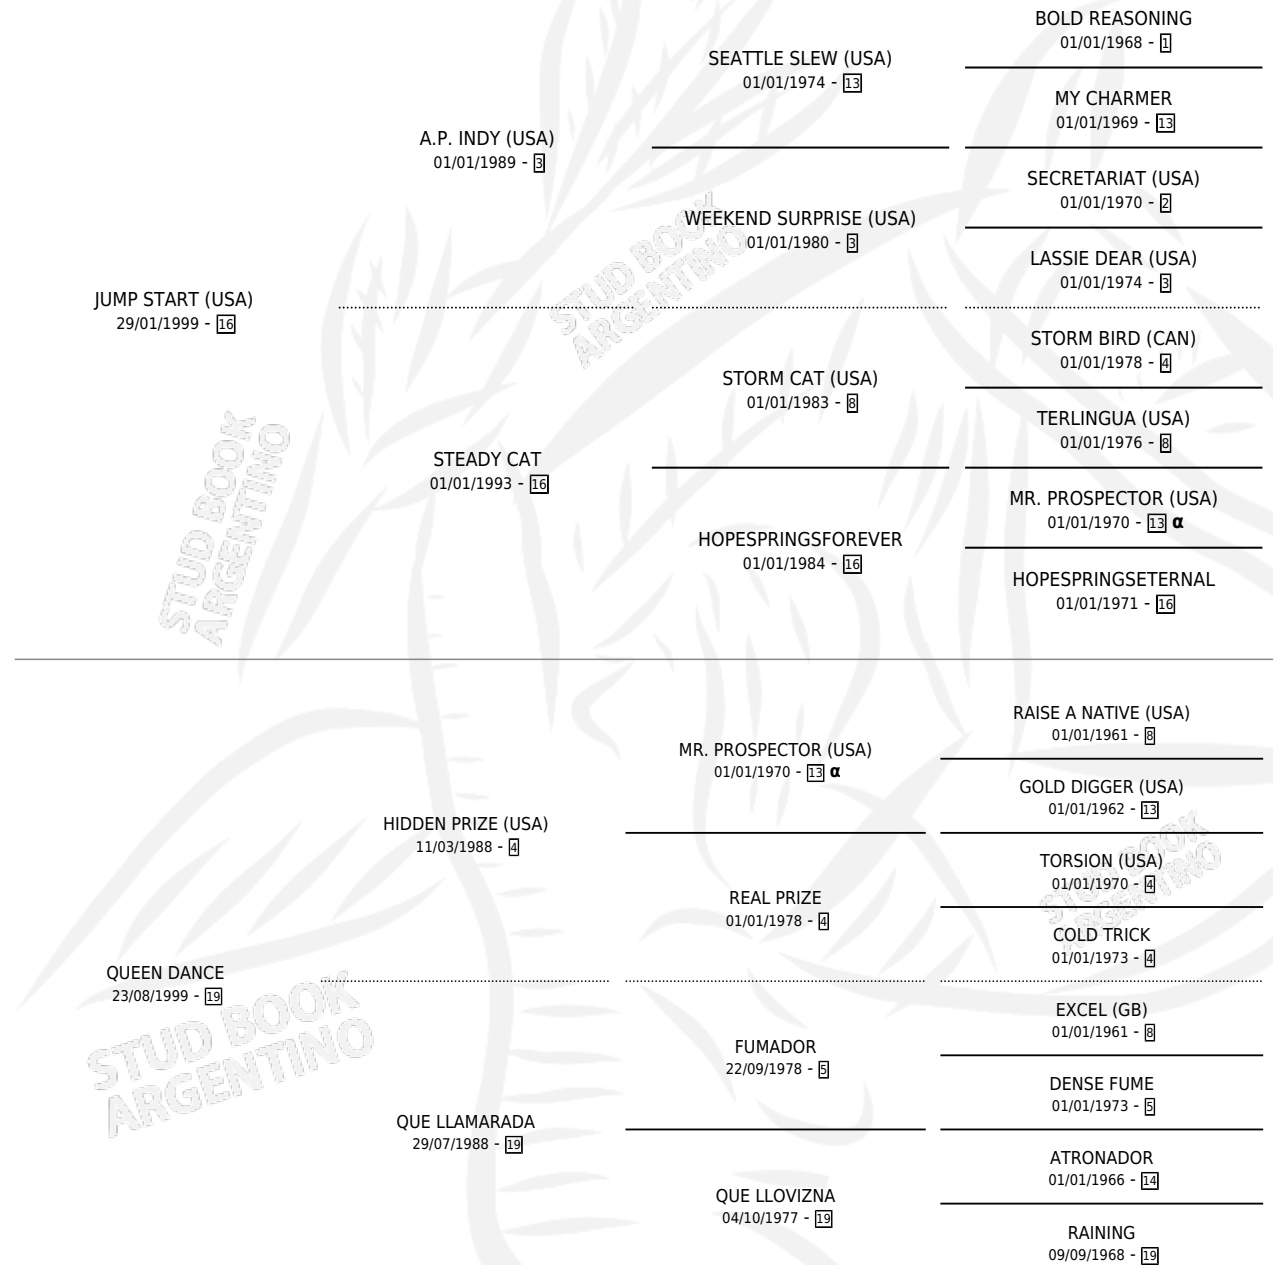 BOLD REASONING
01/01/1968 - 1
SEATTLE SLEW (USA)
01/01/1974 - 13
MY CHARMER
01/01/1969 - 13
A.P. INDY (USA)
01/01/1989 - 3
SECRETARIAT (USA)
01/01/1970 - 2
WEEKEND SURPRISE (USA)
01/01/1980 - 3
LASSIE DEAR (USA)
01/01/1974 - 3
JUMP START (USA)
29/01/1999 - 16
STORM BIRD (CAN)
01/01/1978 - 4
STORM CAT (USA)
01/01/1983 - 8
TERLINGUA (USA)
01/01/1976 - 8
STEADY CAT
01/01/1993 - 16
MR. PROSPECTOR (USA)
01/01/1970 - 13 α
HOPESPRINGSFOREVER
01/01/1984 - 16
HOPESPRINGSETERNAL
01/01/1971 - 16
RAISE A NATIVE (USA)
01/01/1961 - 8
MR. PROSPECTOR (USA)
01/01/1970 - 13 α
GOLD DIGGER (USA)
01/01/1962 - 13
HIDDEN PRIZE (USA)
11/03/1988 - 4
TORSION (USA)
01/01/1970 - 4
REAL PRIZE
01/01/1978 - 4
COLD TRICK
01/01/1973 - 4
QUEEN DANCE
23/08/1999 - 19
EXCEL (GB)
01/01/1961 - 8
FUMADOR
22/09/1978 - 5
DENSE FUME
01/01/1973 - 5
QUE LLAMARADA
29/07/1988 - 19
ATRONADOR
01/01/1966 - 14
QUE LLOVIZNA
04/10/1977 - 19
RAINING
09/09/1968 - 19
STUD BOOK
ARGENTINO
STUD BOOK
ARGENTINO
STUD BOOK
ARGENTINO
STUD BOOK
ARGENTINO